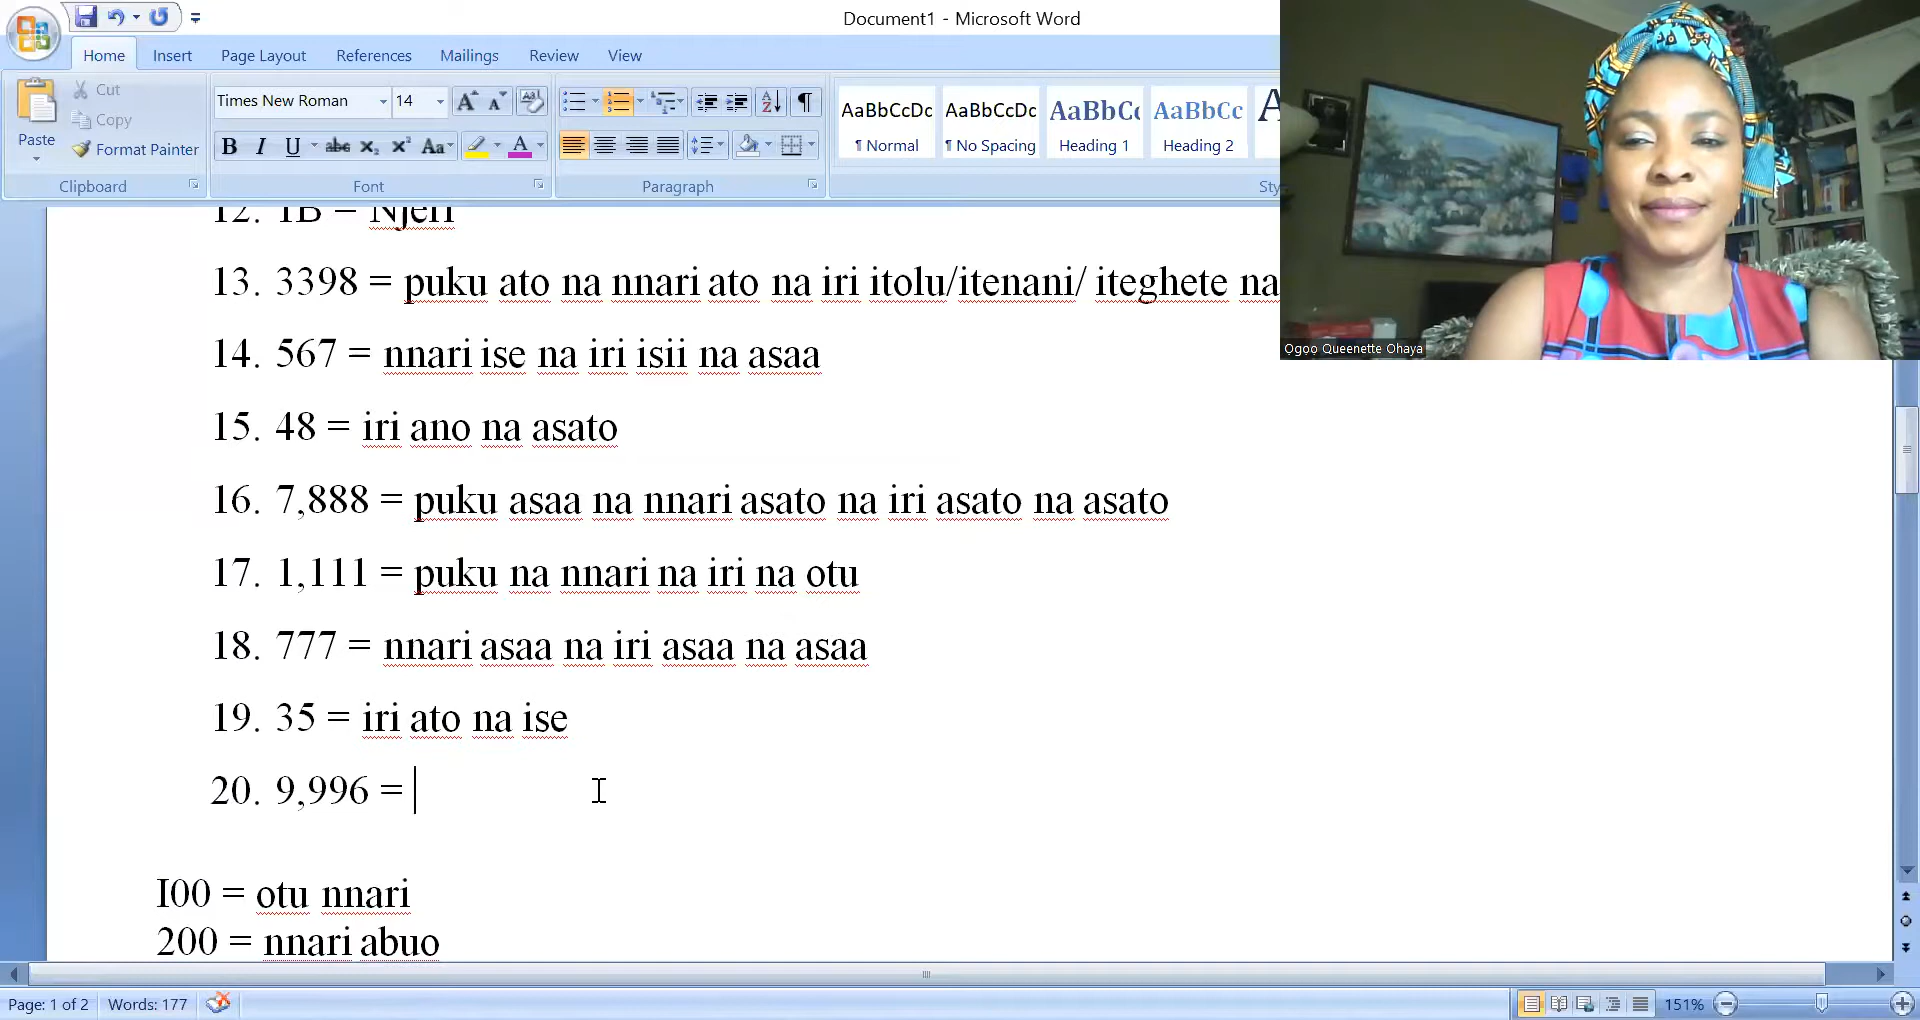 Document1 - Microsoft Word
Home Insert Page Layout References Mailings Review View
Paste
Cut
Copy
Format Painter
Clipboard
Times New Roman 14
Font
Paragraph
AaBbCcDc AaBbCcDc AaBbCc AaBbCc
¶ Normal ¶ No Spacing Heading 1 Heading 2
Ogoo Queenette Ohaya
12. 1B = Njeri
13. 3398 = puku ato na nnari ato na iri itolu/itenani/ iteghete na
14. 567 = nnari ise na iri isii na asaa
15. 48 = iri ano na asato
16. 7,888 = puku asaa na nnari asato na iri asato na asato
17. 1,111 = puku na nnari na iri na otu
18. 777 = nnari asaa na iri asaa na asaa
19. 35 = iri ato na ise
20. 9,996 =
I00 = otu nnari
200 = nnari abuo
Page: 1 of 2 Words: 177 151%